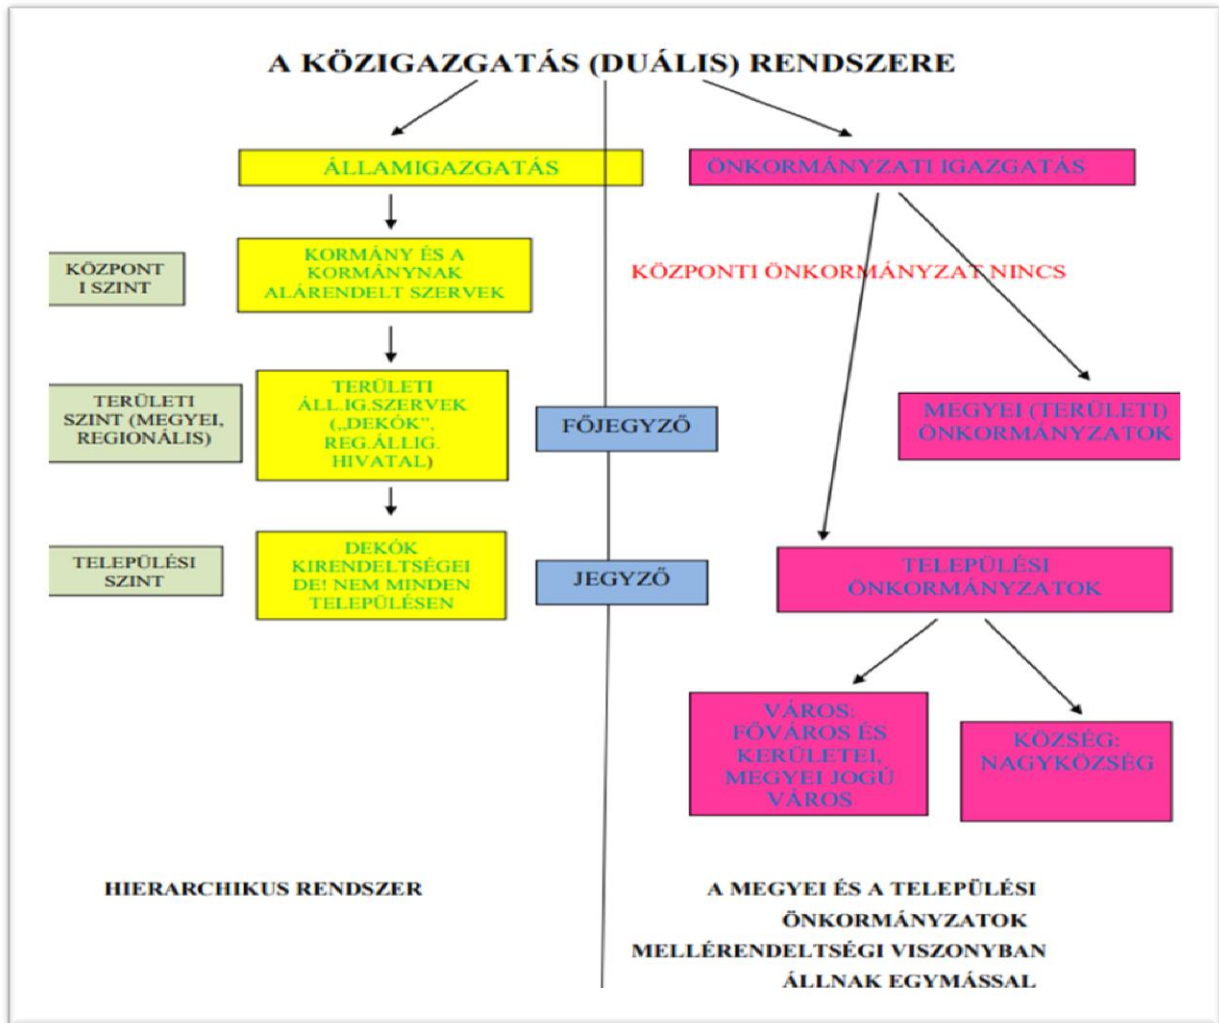 A KÖZIGAZGATÁS (DUÁLIS) RENDSZERE
ÁLLAMIGAZGATÁS
ÖNKORMÁNYZATI IGAZGATÁS
KÖZPONT
I SZINT
KORMÁNY ÉS A
KORMÁNYNAK
ALÁRENDELT SZERVEK
KÖZPONTI ÖNKORMÁNYZAT NINCS
TERÜLETI
SZINT (MEGYEI,
REGIONÁLIS)
TERÜLETI
ÁLL.IG.SZERVEK
(„DEKÓK”,
REG.ÁLLIG.
HIVATAL)
FŐJEGYZŐ
MEGYEI (TERÜLETI)
ÖNKORMÁNYZATOK
TELEPÜLÉSI
SZINT
DEKÓK
KIRENDELTSÉGEI
DE! NEM MINDEN
TELEPÜLÉSEN
JEGYZŐ
TELEPÜLÉSI
ÖNKORMÁNYZATOK
VÁROS:
FŐVÁROS ÉS
KERÜLETEI,
MEGYEI JOGÚ
VÁROS
KÖZSÉG:
NAGYKÖZSÉG
HIERARCHIKUS RENDSZER
A MEGYEI ÉS A TELEPÜLÉSI
ÖNKORMÁNYZATOK
MELLÉRENDELTSÉGI VISZONYBAN
ÁLLNAK EGYMÁSSAL